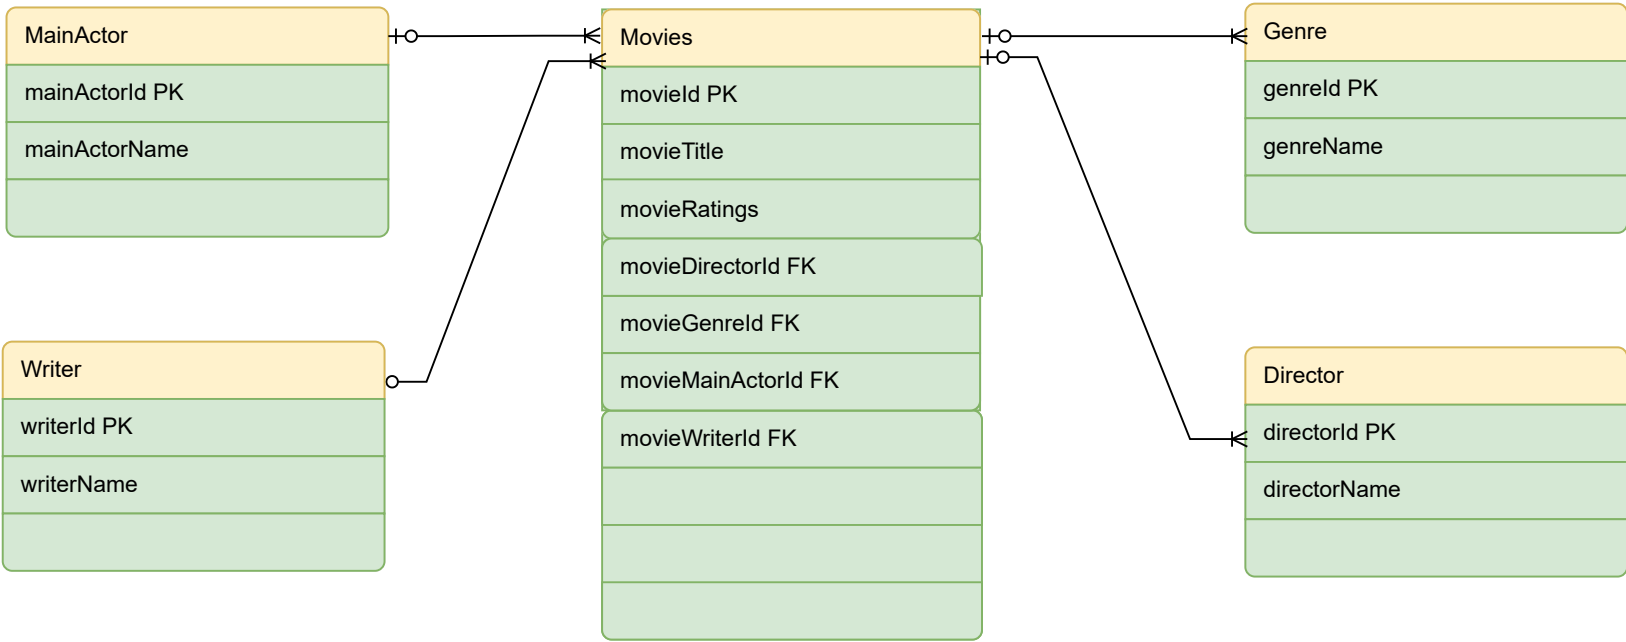 MainActor
mainActorId PK
mainActorName
Writer
writerId PK
writerName
Movies
movieId PK
movieTitle
movieRatings
movieDirectorId FK
movieGenreId FK
movieMainActorId FK
movieWriterId FK
Genre
genreId PK
genreName
Director
directorId PK
directorName